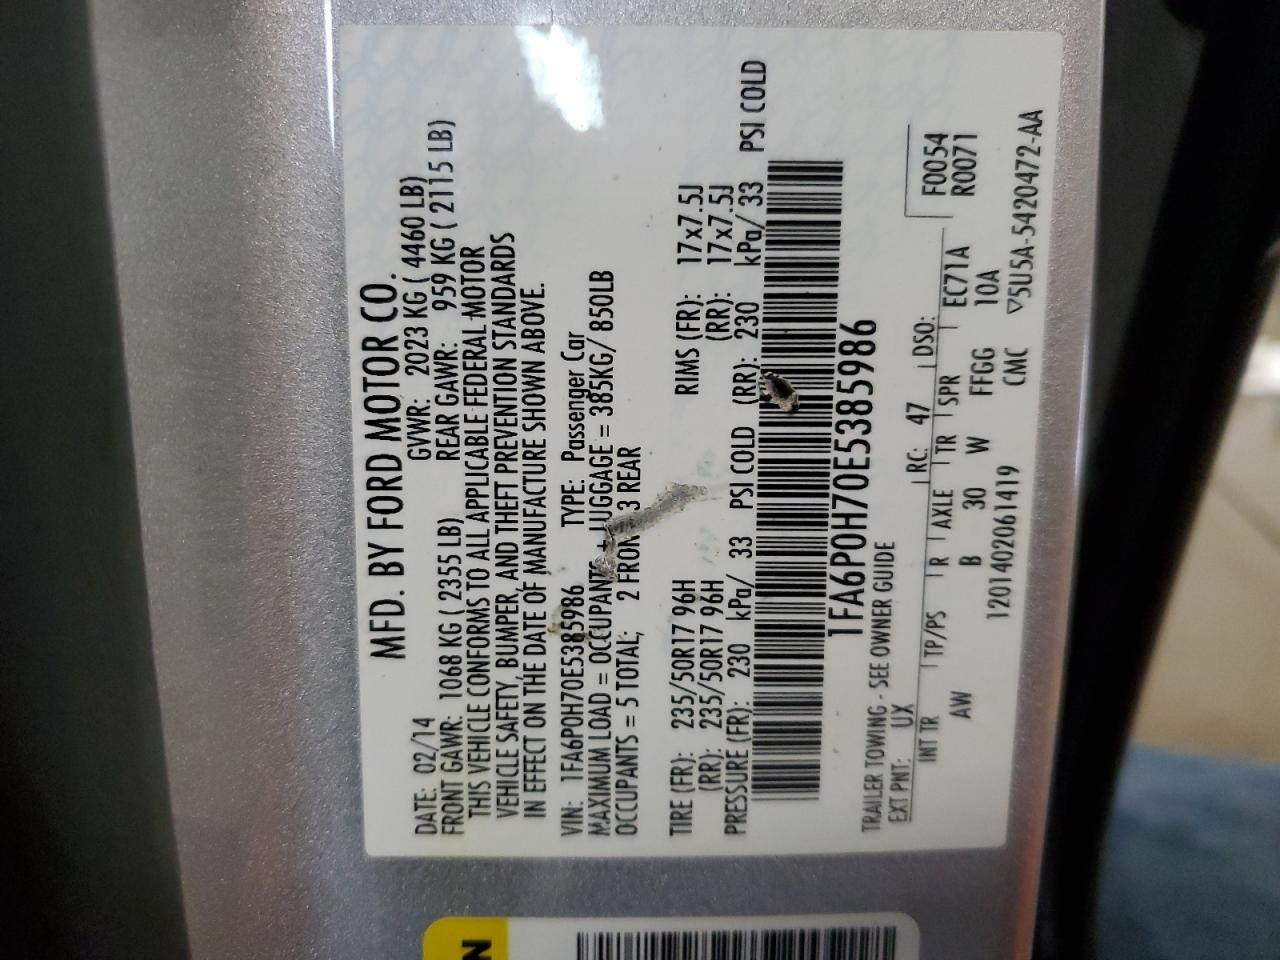 MFD. BY FORD MOTOR CO.
DATE: 02/14 GVWR: 2023 KG ( 4460 LB)
FRONT GAWR: 1068 KG ( 2355 LB) REAR GAWR: 959 KG ( 2115 LB)
THIS VEHICLE CONFORMS TO ALL APPLICABLE FEDERAL MOTOR
VEHICLE SAFETY, BUMPER, AND THEFT PREVENTION STANDARDS
IN EFFECT ON THE DATE OF MANUFACTURE SHOWN ABOVE.
VIN: 1FA6P0H70E5385986 TYPE: Passenger Car
MAXIMUM LOAD = OCCUPANTS + LUGGAGE = 385KG/ 850LB
OCCUPANTS = 5 TOTAL; 2 FRONT 3 REAR
TIRE (FR): 235/50R17 96H RIMS (FR): 17x7.5J
(RR): 235/50R17 96H (RR): 17x7.5J
PRESSURE (FR): 230 kPa/ 33 PSI COLD (RR): 230 kPa/ 33 PSI COLD
1FA6P0H70E5385986
TRAILER TOWING - SEE OWNER GUIDE
EXT PNT: UX RC: 47 DSO: F0054
INT TR TP/PS R AXLE TR SPR EC71A R0071
AW B 30 W FFGG 10A
1201402061419 CMC ▽5U5A-5420472-AA
N